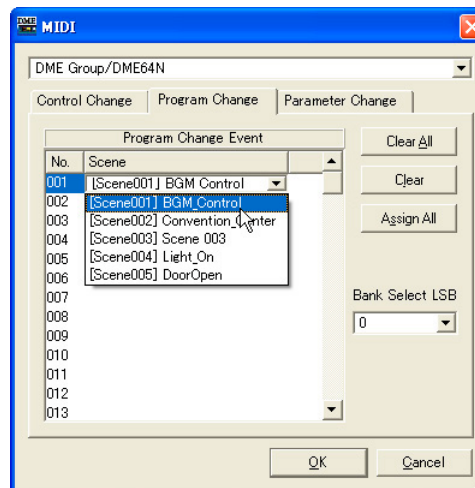 DME MIDI
DME Group/DME64N
Control Change Program Change Parameter Change
Program Change Event
No. Scene
001 [Scene001] BGM Control
002 [Scene001] BGM_Control
003 [Scene002] Convention_Center
004 [Scene003] Scene 003
005 [Scene004] Light_On
006 [Scene005] DoorOpen
007
008
009
010
011
012
013
Clear All
Clear
Assign All
Bank Select LSB
0
OK Cancel